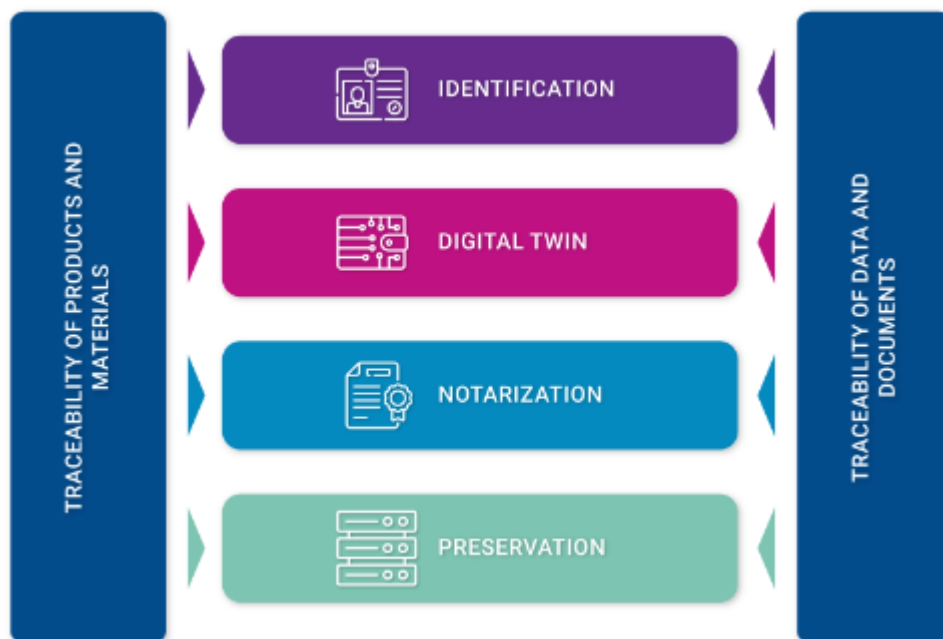 TRACEABILITY OF PRODUCTS AND
MATERIALS
IDENTIFICATION
DIGITAL TWIN
NOTARIZATION
PRESERVATION
TRACEABILITY OF DATA AND
DOCUMENTS